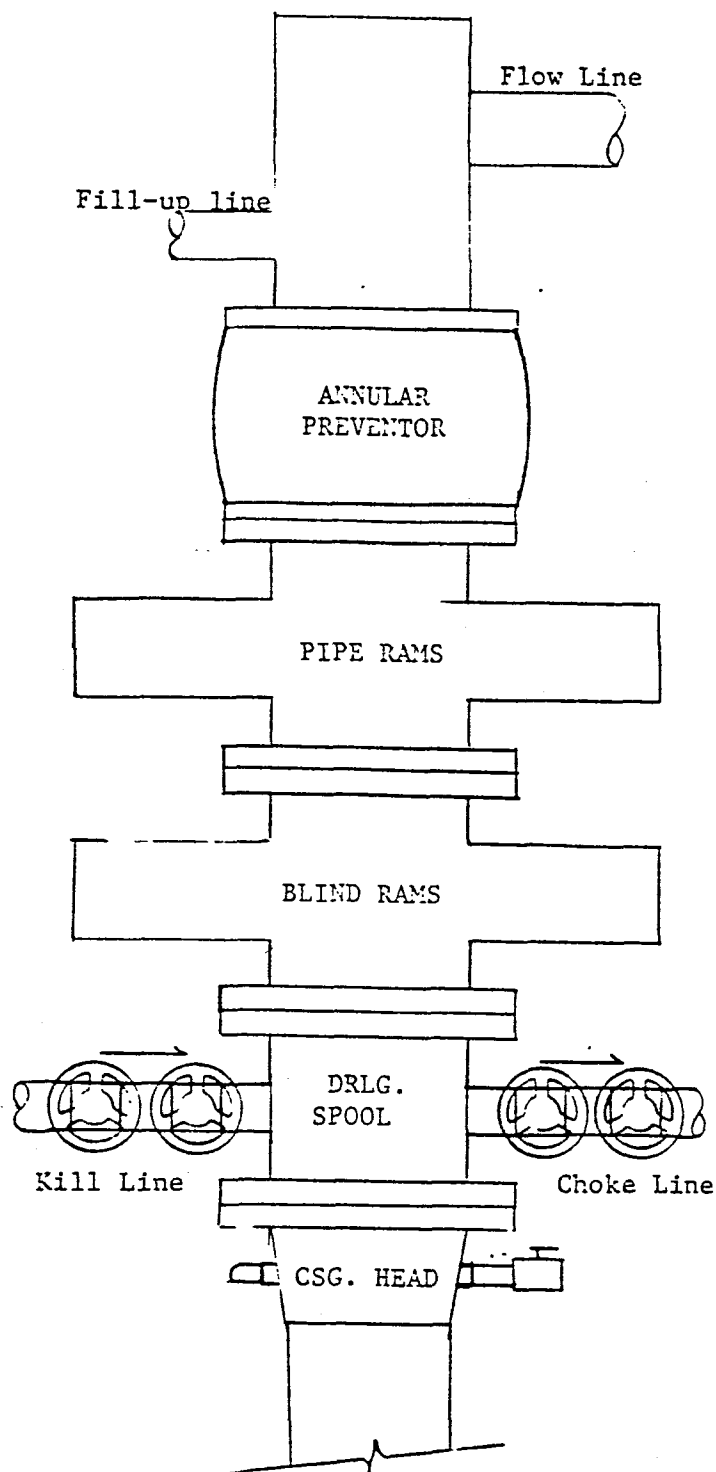 Flow Line
Fill-up line
ANNULAR
PREVENTOR
PIPE RAMS
BLIND RAMS
DRLG.
SPOOL
Kill Line
Choke Line
CSG. HEAD